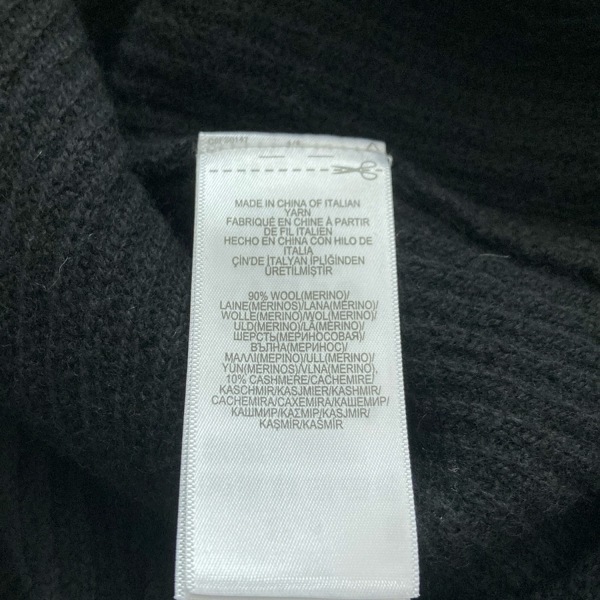 MADE IN CHINA OF ITALIAN
YARN
FABRIQUÉ EN CHINE À PARTIR
DE FIL ITALIEN
HECHO EN CHINA CON HILO DE
ITALIA
ÇİN'DE İTALYAN İPLİĞİNDEN
ÜRETİLMİŞTİR
90% WOOL(MERINO)/
LAINE(MERINOS)/LANA(MERINO)/
WOLLE(MERINO)/WOL(MERINO)/
ULD(MERINO)/LÃ(MERINO)/
ШЕРСТЬ(МЕРИНОСОВАЯ)/
ВЪЛНА(МЕРИНОС)/
ΜΑΛΛΙ(ΜΕΡΙΝΟ)/ULL(MERINO)/
YÜN(MERINOS)/VLNA(MERINO).
10% CASHMERE/CACHEMIRE/
KASCHMIR/KASJMIER/KASHMIR/
CACHEMIRA/CAXEMIRA/КАШЕМИР/
КАШМИР/ΚΑΣΜΙΡ/KASJMIR/
KAŞMİR/KAŠMÍR